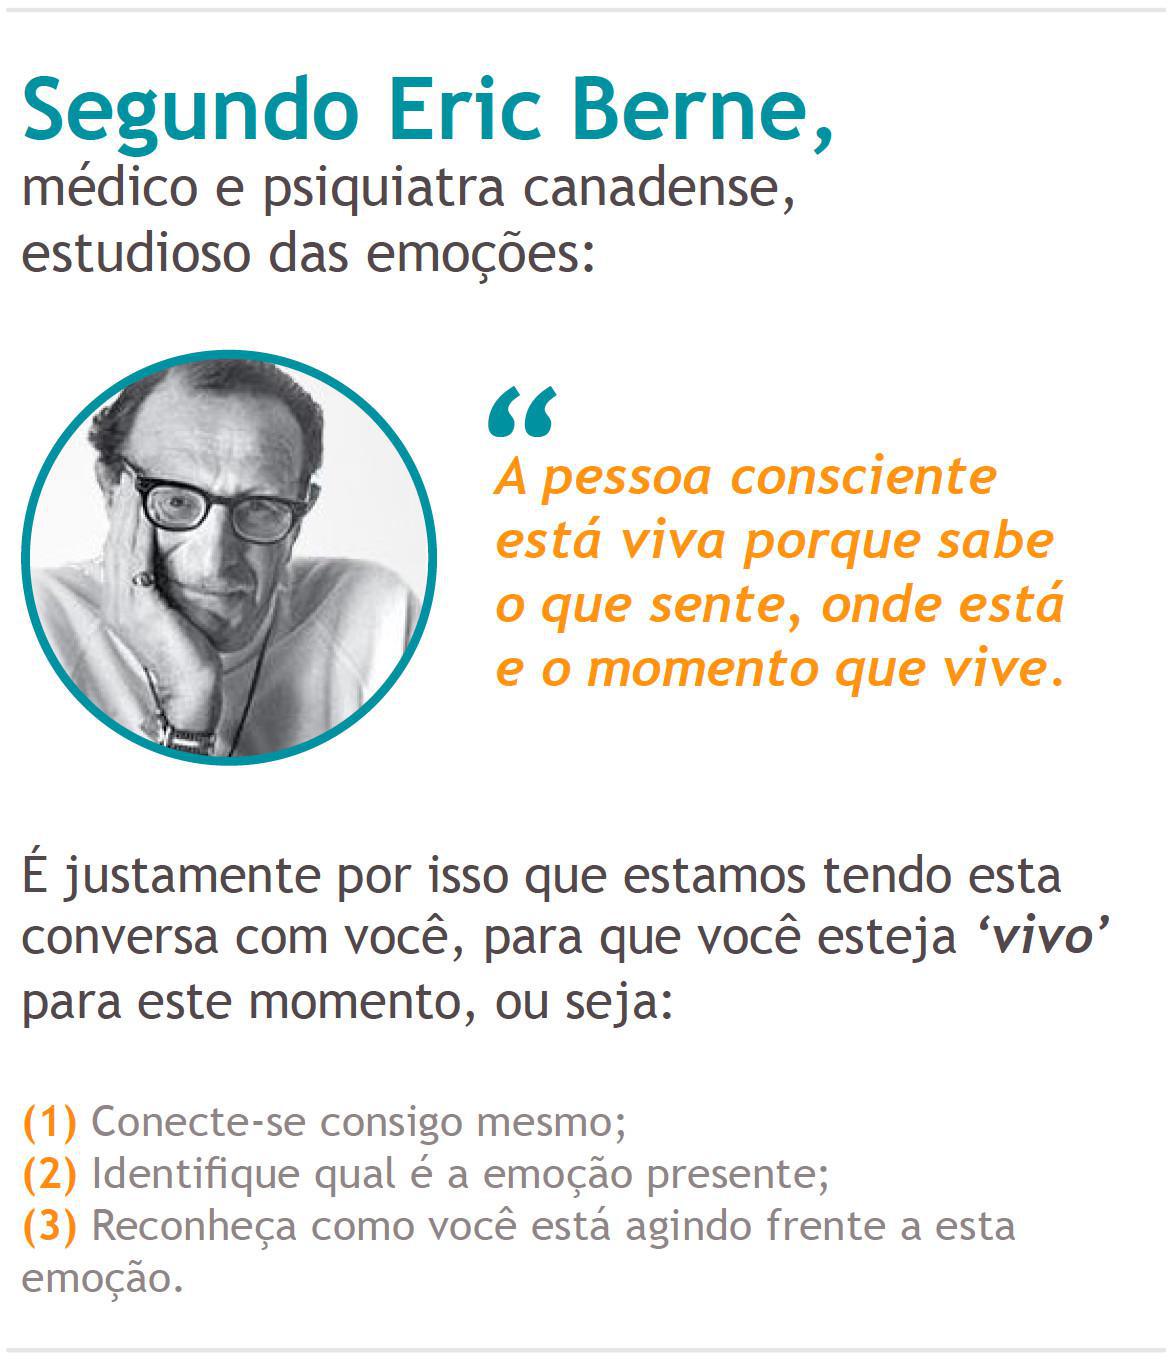 Segundo Eric Berne,
médico e psiquiatra canadense,
estudioso das emoções:
“
A pessoa consciente
está viva porque sabe
o que sente, onde está
e o momento que vive.
É justamente por isso que estamos tendo esta
conversa com você, para que você esteja ‘vivo’
para este momento, ou seja:
(1) Conecte-se consigo mesmo;
(2) Identifique qual é a emoção presente;
(3) Reconheça como você está agindo frente a esta
emoção.